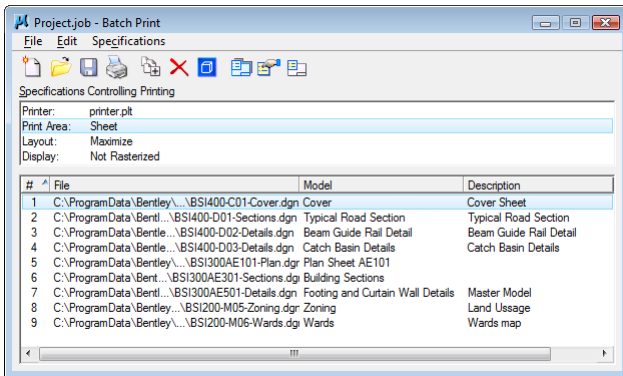 Project.job - Batch Print
File Edit Specifications
Specifications Controlling Printing
Printer: printer.plt
Print Area: Sheet
Layout: Maximize
Display: Not Rasterized
# File Model Description
1 C:\ProgramData\Bentley\...\BSI400-C01-Cover.dgn Cover Cover Sheet
2 C:\ProgramData\Bentl...\BSI400-D01-Sections.dgn Typical Road Section Typical Road Section
3 C:\ProgramData\Bentle...\BSI400-D02-Details.dgn Beam Guide Rail Detail Beam Guide Rail Detail
4 C:\ProgramData\Bentle...\BSI400-D03-Details.dgn Catch Basin Details Catch Basin Details
5 C:\ProgramData\Bentley\...\BSI300AE101-Plan.dgn Plan Sheet AE101
6 C:\ProgramData\Bent...\BSI300AE301-Sections.dgn Building Sections
7 C:\ProgramData\Bentl...\BSI300AE501-Details.dgn Footing and Curtain Wall Details Master Model
8 C:\ProgramData\Bentley...\BSI200-M05-Zoning.dgn Zoning Land Ussage
9 C:\ProgramData\Bentley\...\BSI200-M06-Wards.dgn Wards Wards map